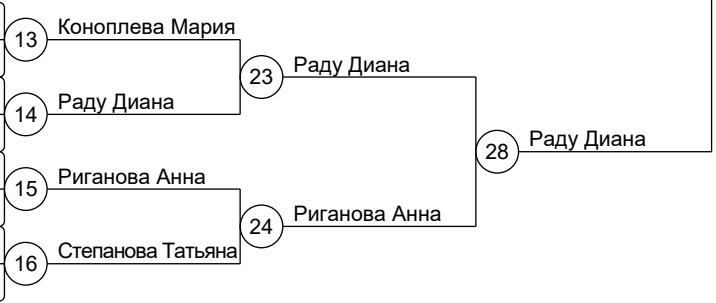 13 Коноплева Мария
23 Раду Диана
14 Раду Диана
28 Раду Диана
15 Риганова Анна
24 Риганова Анна
16 Степанова Татьяна